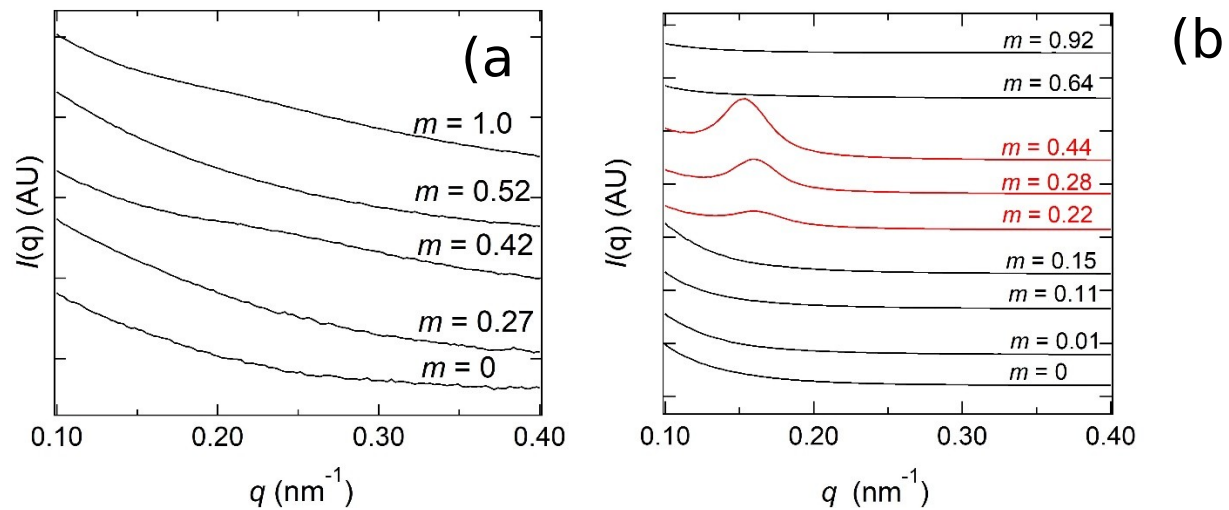 (a)
m = 1.0
m = 0.52
m = 0.42
m = 0.27
m = 0
I(q) (AU)
0.10 0.20 0.30 0.40
q (nm⁻¹)
(b
m = 0.92
m = 0.64
m = 0.44
m = 0.28
m = 0.22
m = 0.15
m = 0.11
m = 0.01
m = 0
I(q) (AU)
0.10 0.20 0.30 0.40
q (nm⁻¹)